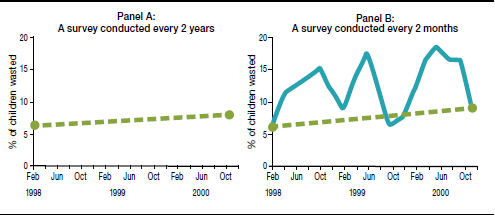 Panel A:
A survey conducted every 2 years
% of children wasted
20
15
10
5
0
Feb Jun Oct Feb Jun Oct Feb Jun Oct
1998 1999 2000
Panel B:
A survey conducted every 2 months
% of children wasted
20
15
10
5
0
Feb Jun Oct Feb Jun Oct Feb Jun Oct
1998 1999 2000